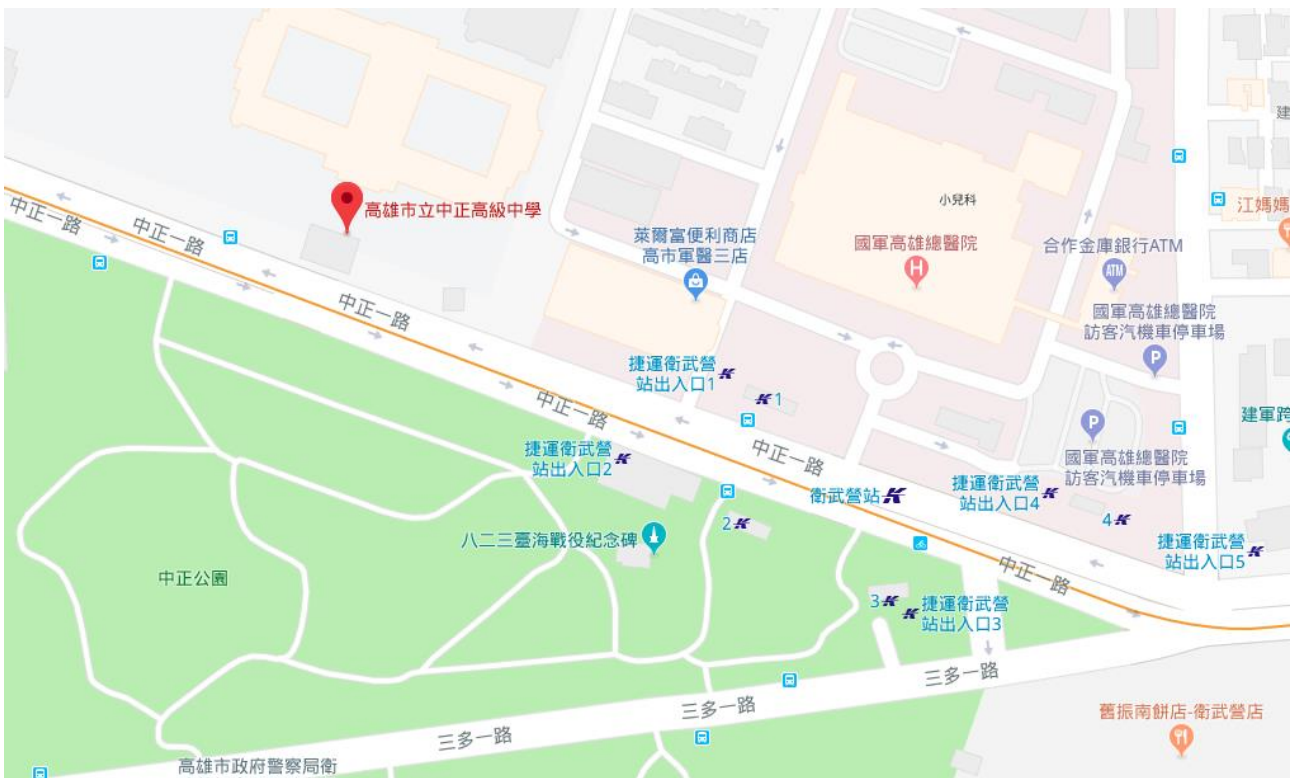 建
小兒科
江媽媽
中正一路
中正一路
中正一路
高雄市立中正高級中學
萊爾富便利商店
高市軍醫三店
國軍高雄總醫院
H
合作金庫銀行ATM
ATM
國軍高雄總醫院
訪客汽機車停車場
P
中正一路
捷運衛武營
站出入口1
1
中正一路
建軍跨
P
國軍高雄總醫院
訪客汽機車停車場
中正一路
捷運衛武營
站出入口2
衛武營站
捷運衛武營
站出入口4
4
2
八二三臺海戰役紀念碑
捷運衛武營
站出入口5
中正公園
中正一路
3
捷運衛武營
站出入口3
三多一路
三多一路
三多一路
舊振南餅店-衛武營店
高雄市政府警察局衛